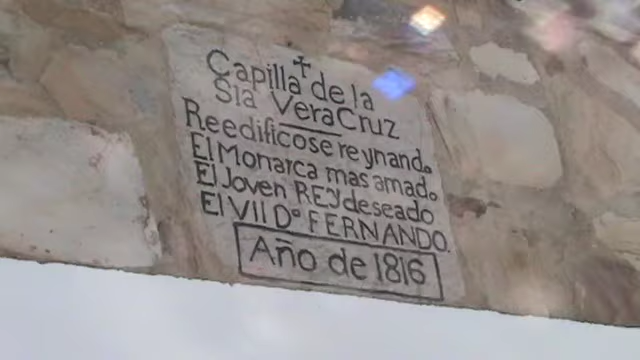 Capilla de la
Sta VeraCruz
Reedificose reynando
El Monarca mas amado
El Joven REY deseado
El VII Dº FERNANDO.
Año de 1816